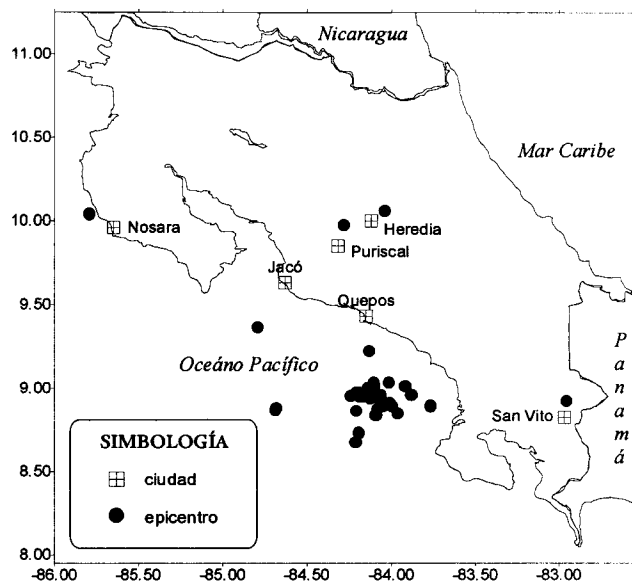 11.00
Nicaragua
10.50
Mar Caribe
10.00
Nosara
Heredia
Puriscal
Jacó
9.50
Quepos
Oceáno Pacífico
Panamá
9.00
San Vito
SIMBOLOGÍA
8.50
ciudad
epicentro
8.00
-86.00 -85.50 -85.00 -84.50 -84.00 -83.50 -83.00